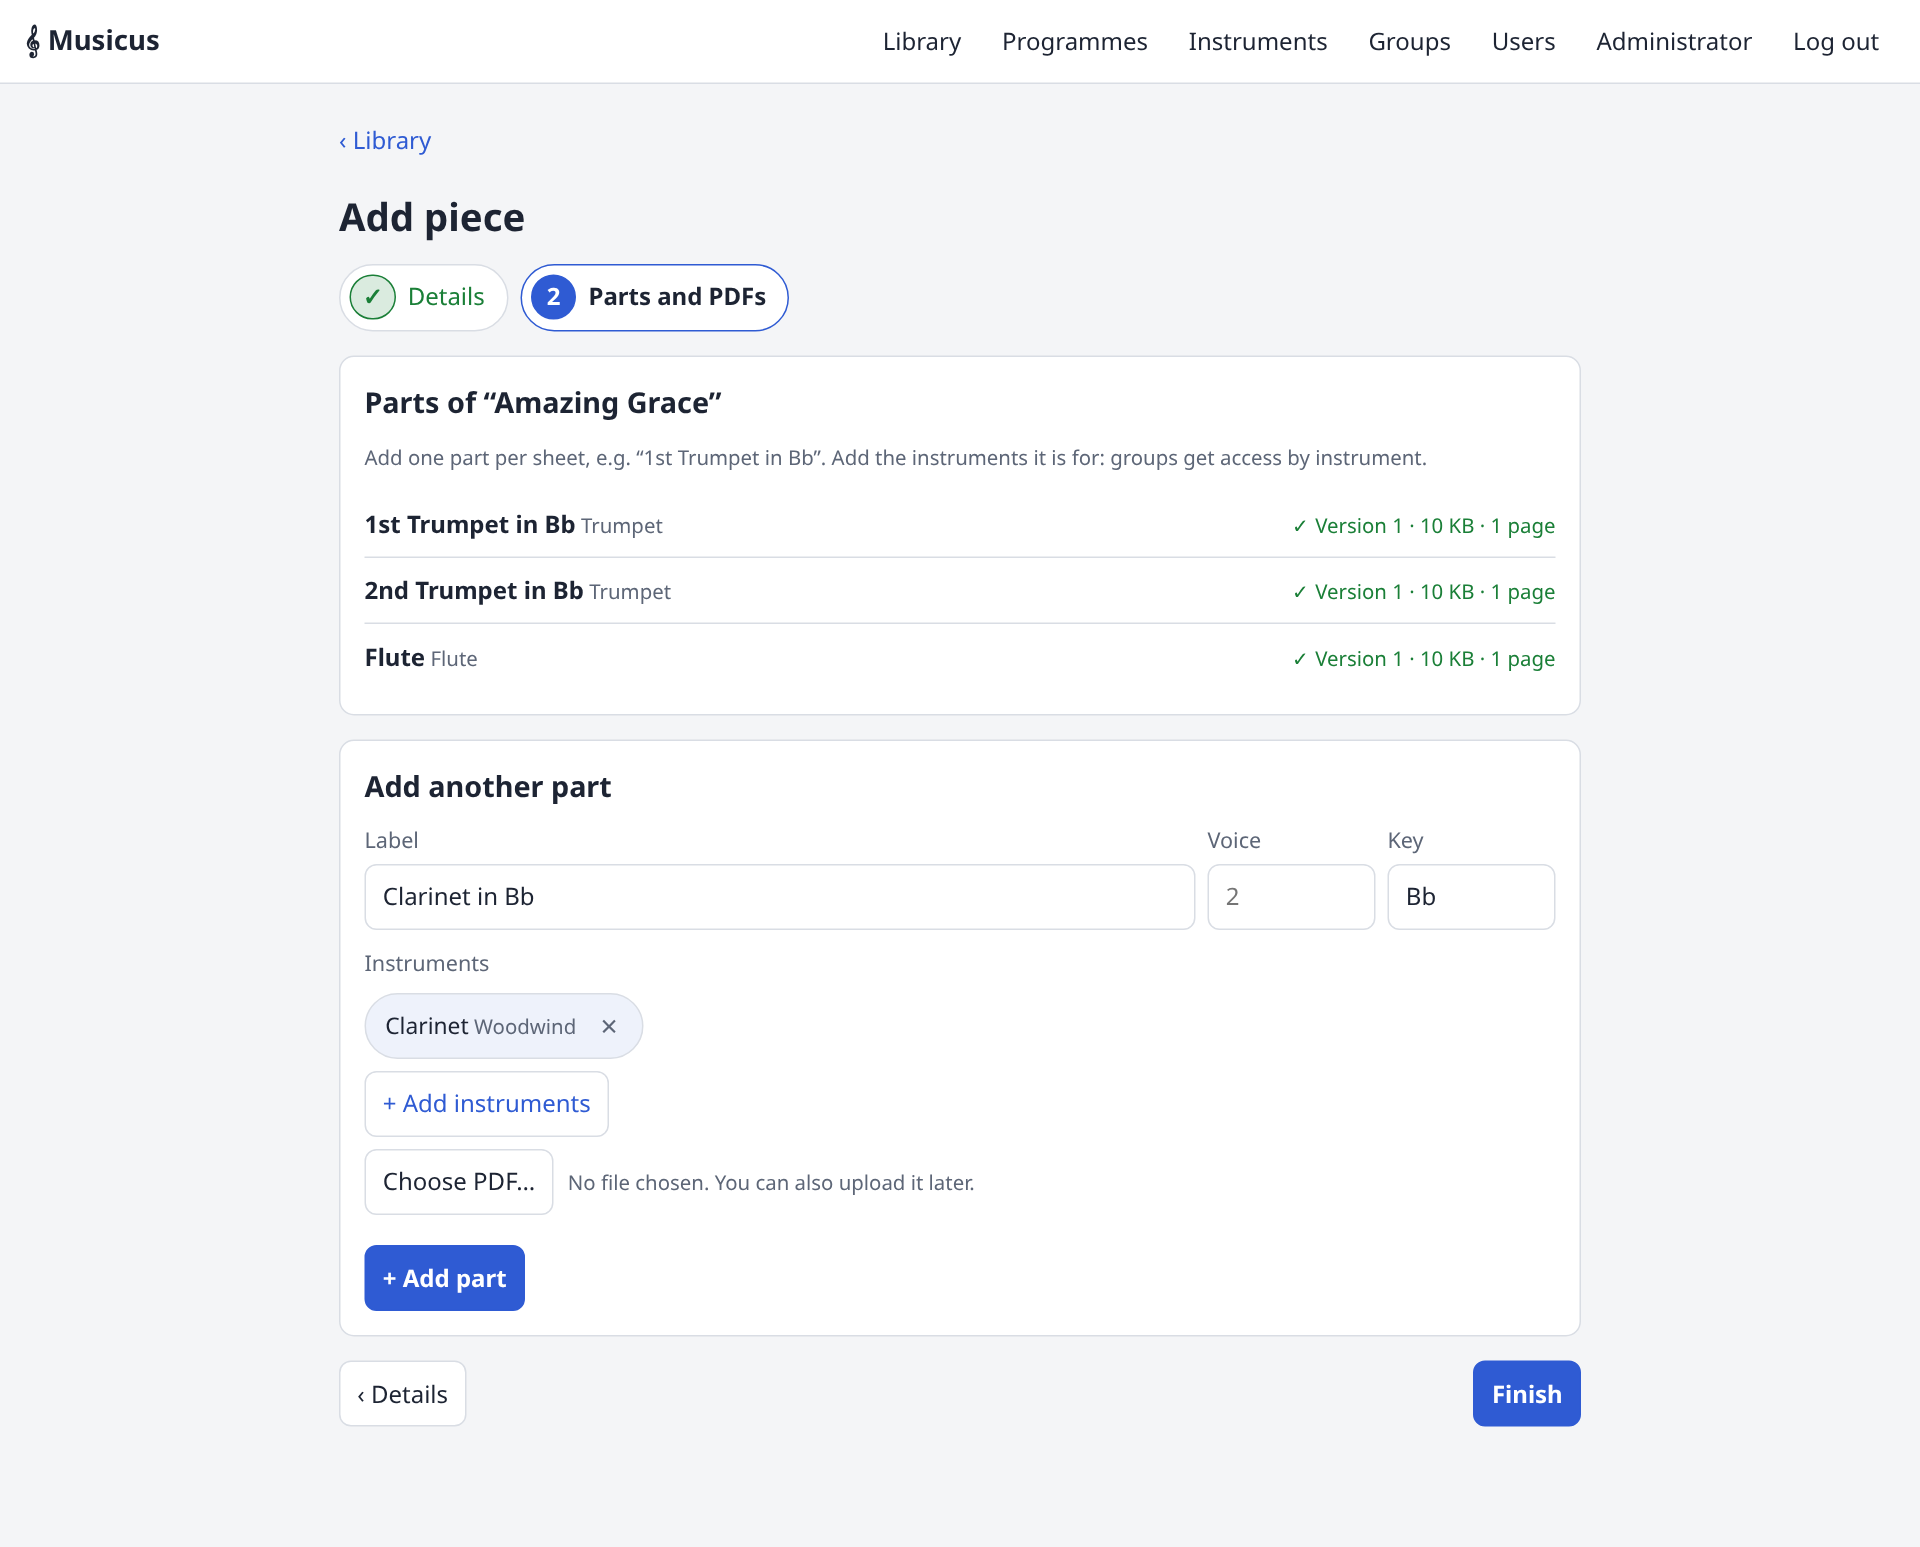 Musicus
Library Programmes Instruments Groups Users Administrator Log out
‹ Library
Add piece
✓ Details
2 Parts and PDFs
Parts of “Amazing Grace”
Add one part per sheet, e.g. “1st Trumpet in Bb”. Add the instruments it is for: groups get access by instrument.
1st Trumpet in Bb Trumpet ✓ Version 1 · 10 KB · 1 page
2nd Trumpet in Bb Trumpet ✓ Version 1 · 10 KB · 1 page
Flute Flute ✓ Version 1 · 10 KB · 1 page
Add another part
Label Voice Key
Clarinet in Bb 2 Bb
Instruments
Clarinet Woodwind ✕
+ Add instruments
Choose PDF... No file chosen. You can also upload it later.
+ Add part
‹ Details Finish